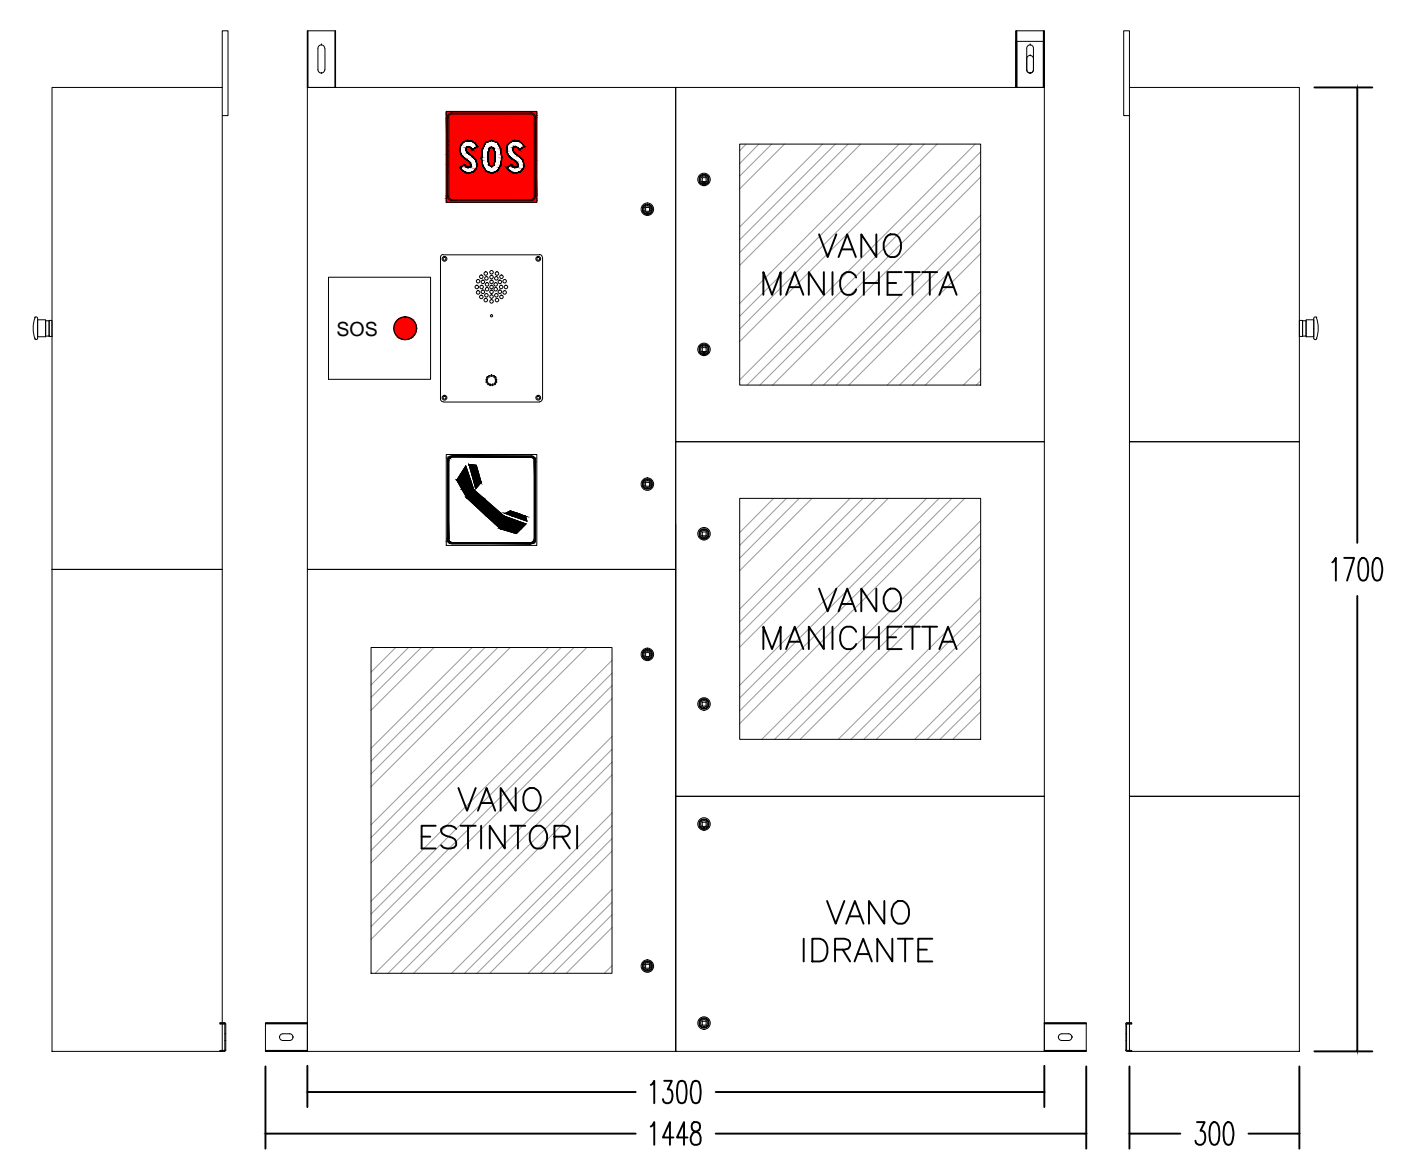 SOS
VANO
MANICHETTA
SOS
VANO
MANICHETTA
1700
VANO
ESTINTORI
VANO
IDRANTE
1300
1448
300